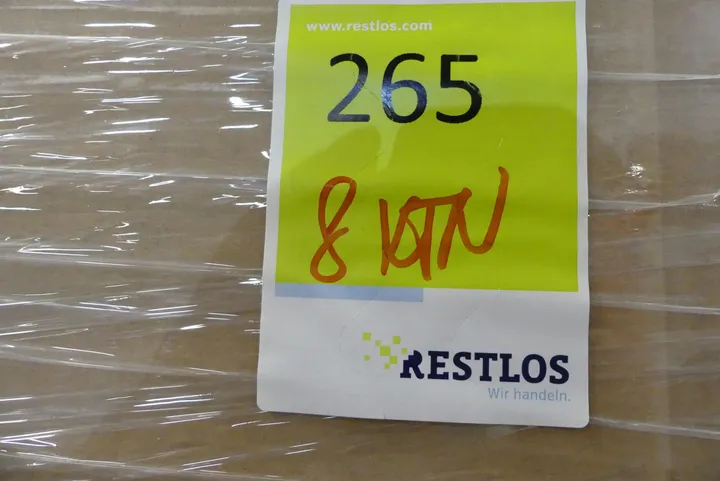 www.restlos.com
265
8 KTN
RESTLOS
Wir handeln.